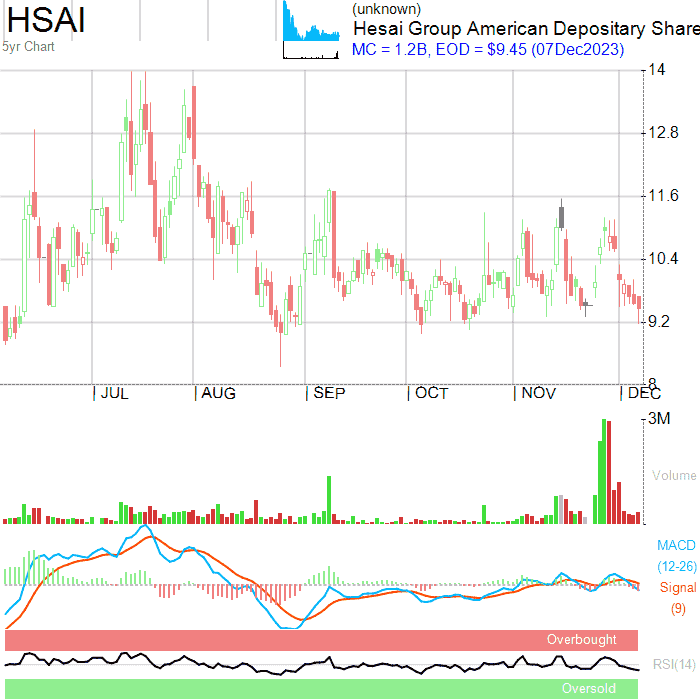 HSAI
5yr Chart
(unknown)
Hesai Group American Depositary Share
MC = 1.2B, EOD = $9.45 (07Dec2023)
14
12.8
11.6
10.4
9.2
8
JUL AUG SEP OCT NOV DEC
3M
Volume
MACD
(12-26)
Signal
(9)
Overbought
RSI(14)
Oversold